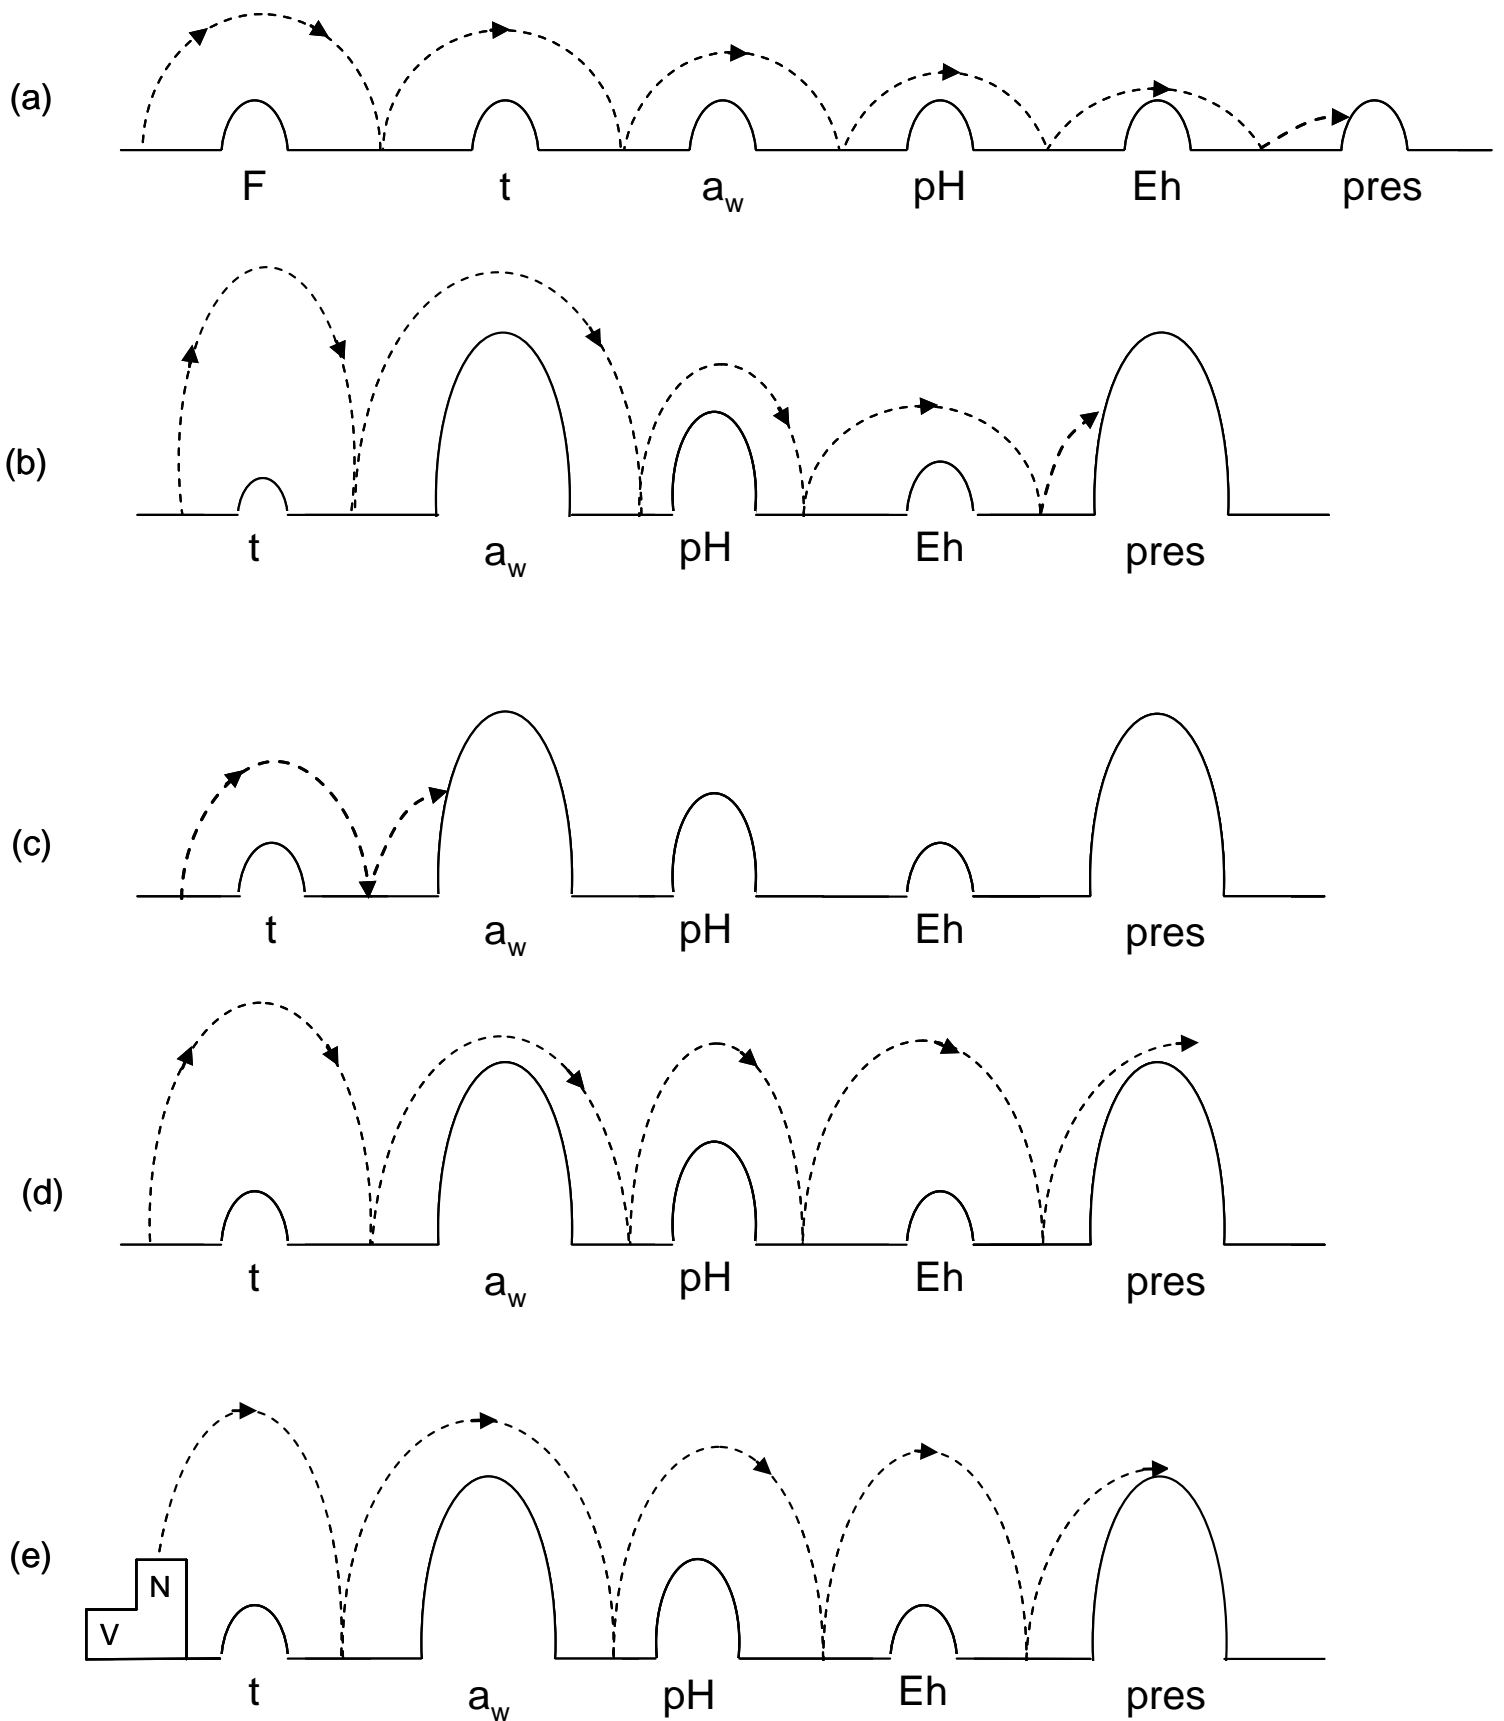 (a)
F t a_w pH Eh pres
(b)
t a_w pH Eh pres
(c)
t a_w pH Eh pres
(d)
t a_w pH Eh pres
(e)
N
V
t a_w pH Eh pres